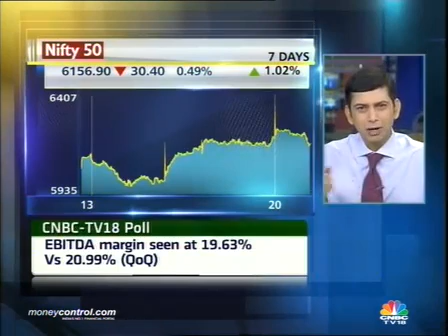 Nifty 50
7 DAYS
6156.90 30.40 0.49% 1.02%
6407
5935
13 20
CNBC-TV18 Poll
EBITDA margin seen at 19.63%
Vs 20.99% (QoQ)
moneycontrol.com
CNBC
TV18